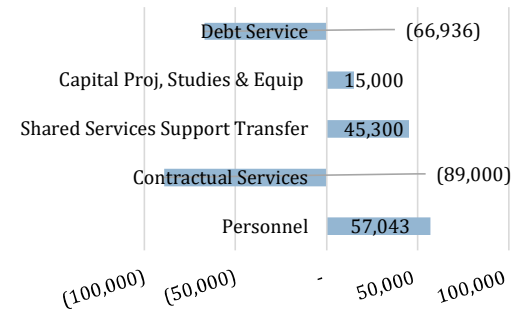 Debt Service (66,936)
Capital Proj, Studies & Equip 15,000
Shared Services Support Transfer 45,300
Contractual Services (89,000)
Personnel 57,043
(100,000) (50,000) - 50,000 100,000